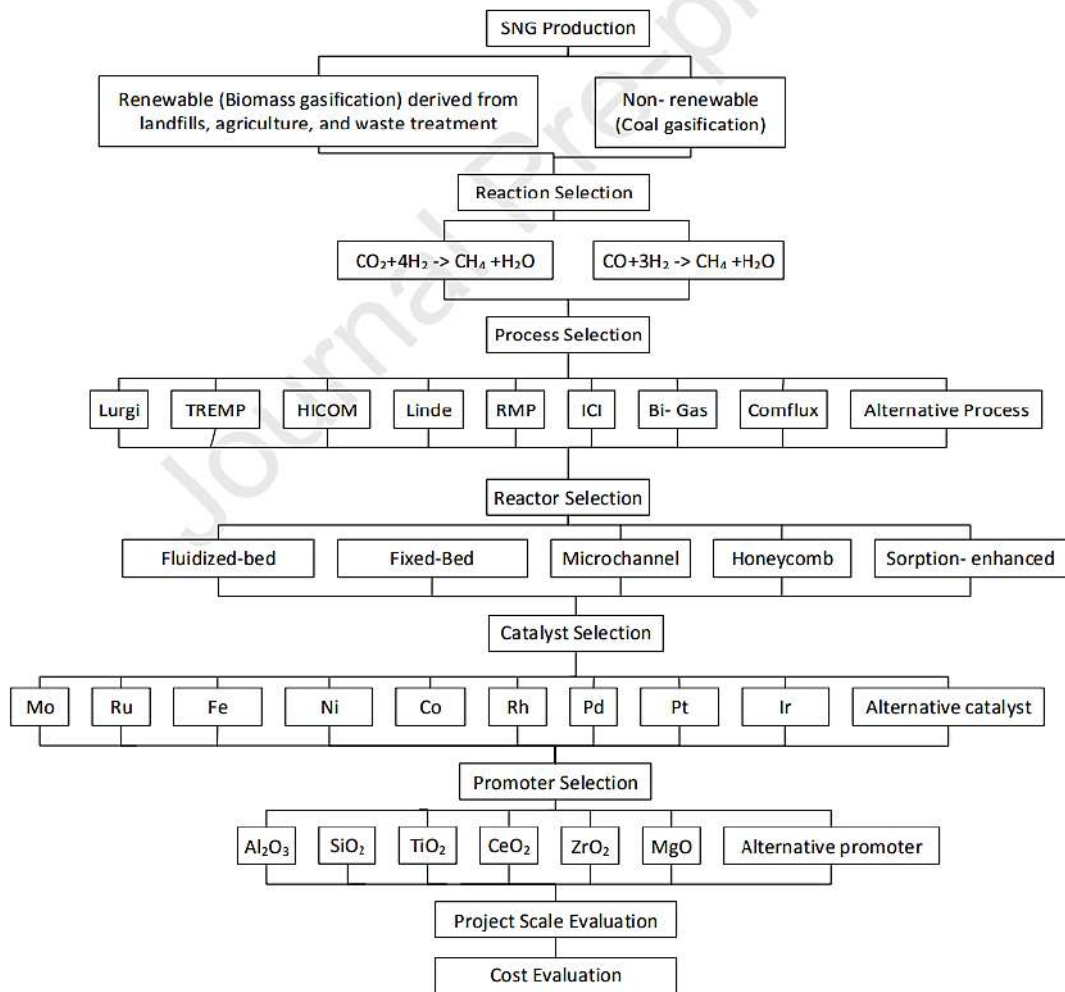 SNG Production
Renewable (Biomass gasification) derived from
landfills, agriculture, and waste treatment
Non- renewable
(Coal gasification)
Reaction Selection
CO₂+4H₂ -> CH₄ +H₂O
CO+3H₂ -> CH₄ +H₂O
Process Selection
Lurgi
TREMP
HICOM
Linde
RMP
ICI
Bi- Gas
Comflux
Alternative Process
Reactor Selection
Fluidized-bed
Fixed-Bed
Microchannel
Honeycomb
Sorption- enhanced
Catalyst Selection
Mo
Ru
Fe
Ni
Co
Rh
Pd
Pt
Ir
Alternative catalyst
Promoter Selection
Al₂O₃
SiO₂
TiO₂
CeO₂
ZrO₂
MgO
Alternative promoter
Project Scale Evaluation
Cost Evaluation
Journal Pre-p